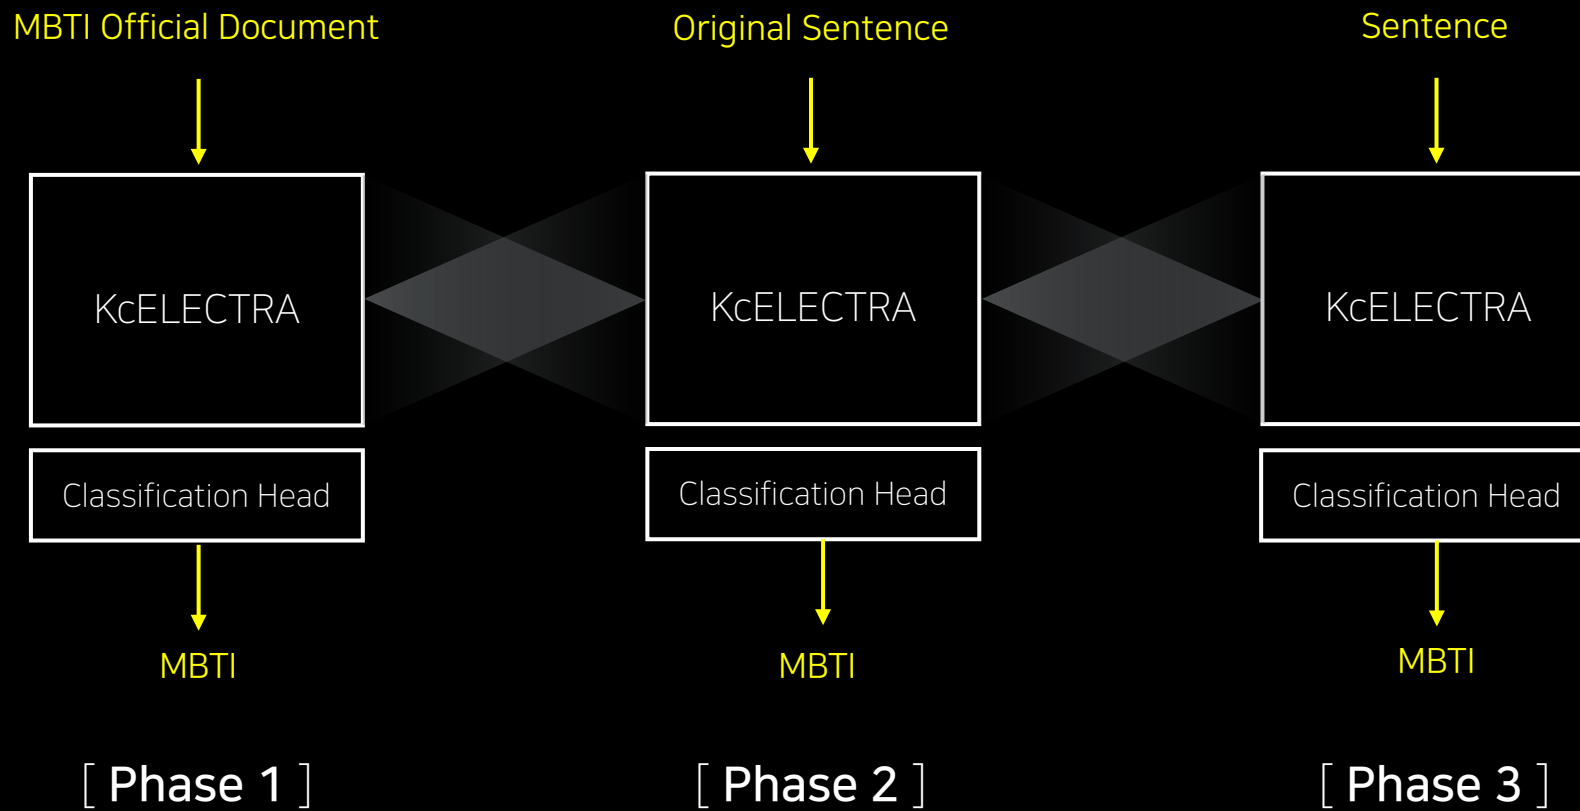 MBTI Official Document
Original Sentence
Sentence
KcELECTRA
KcELECTRA
KcELECTRA
Classification Head
Classification Head
Classification Head
MBTI
MBTI
MBTI
[ Phase 1 ]
[ Phase 2 ]
[ Phase 3 ]